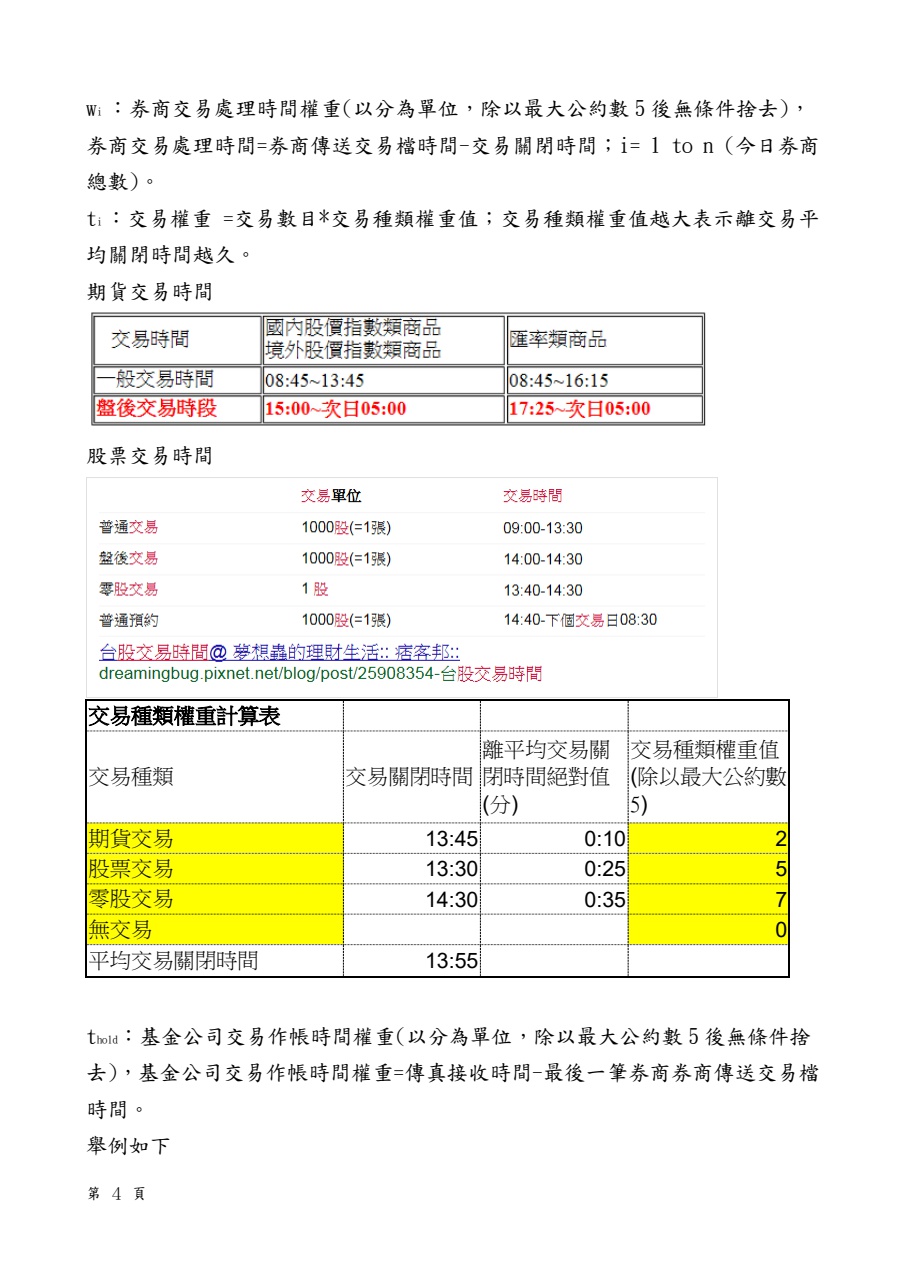 wi：券商交易處理時間權重(以分為單位，除以最大公約數 5 後無條件捨去)，
券商交易處理時間=券商傳送交易檔時間-交易關閉時間；i= 1 to n (今日券商
總數)。
ti：交易權重 =交易數目*交易種類權重值；交易種類權重值越大表示離交易平
均關閉時間越久。
期貨交易時間
交易時間 國內股價指數類商品 匯率類商品
境外股價指數類商品
一般交易時間 08:45~13:45 08:45~16:15
盤後交易時段 15:00~次日05:00 17:25~次日05:00
股票交易時間
交易單位 交易時間
普通交易 1000股(=1張) 09:00-13:30
盤後交易 1000股(=1張) 14:00-14:30
零股交易 1 股 13:40-14:30
普通預約 1000股(=1張) 14:40-下個交易日08:30
台股交易時間@ 夢想蟲的理財生活:: 痞客邦::
dreamingbug.pixnet.net/blog/post/25908354-台股交易時間
交易種類權重計算表
交易種類 交易關閉時間 離平均交易關閉時間絕對值(分) 交易種類權重值(除以最大公約數5)
期貨交易 13:45 0:10 2
股票交易 13:30 0:25 5
零股交易 14:30 0:35 7
無交易 0
平均交易關閉時間 13:55
thold：基金公司交易作帳時間權重(以分為單位，除以最大公約數 5 後無條件捨
去)，基金公司交易作帳時間權重=傳真接收時間-最後一筆券商券商傳送交易檔
時間。
舉例如下
第 4 頁